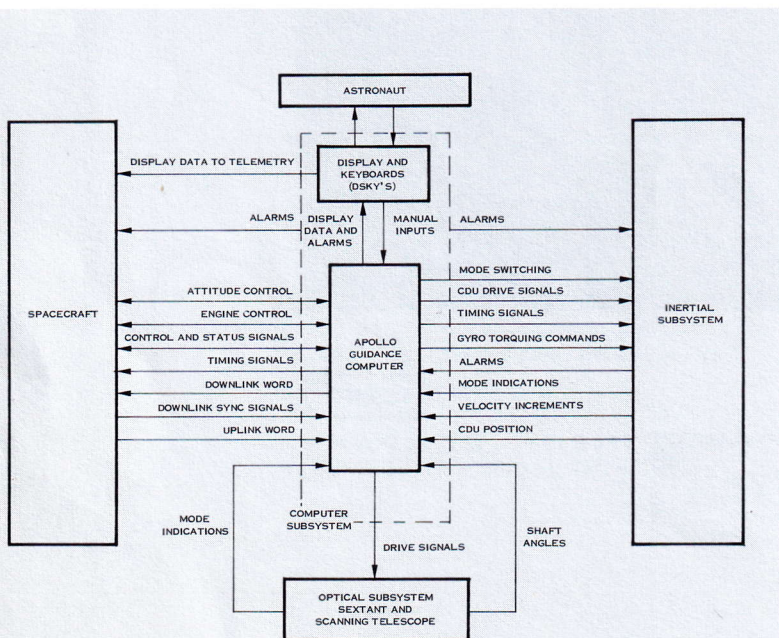 ASTRONAUT
DISPLAY DATA TO TELEMETRY
DISPLAY AND
KEYBOARDS
(DSKY'S)
ALARMS
DISPLAY
DATA AND
ALARMS
MANUAL
INPUTS
ALARMS
SPACECRAFT
ATTITUDE CONTROL
ENGINE CONTROL
CONTROL AND STATUS SIGNALS
TIMING SIGNALS
DOWNLINK WORD
DOWNLINK SYNC SIGNALS
UPLINK WORD
APOLLO
GUIDANCE
COMPUTER
MODE SWITCHING
CDU DRIVE SIGNALS
TIMING SIGNALS
GYRO TORQUING COMMANDS
ALARMS
MODE INDICATIONS
VELOCITY INCREMENTS
CDU POSITION
INERTIAL
SUBSYSTEM
MODE
INDICATIONS
COMPUTER
SUBSYSTEM
DRIVE SIGNALS
SHAFT
ANGLES
OPTICAL SUBSYSTEM
SEXTANT AND
SCANNING TELESCOPE